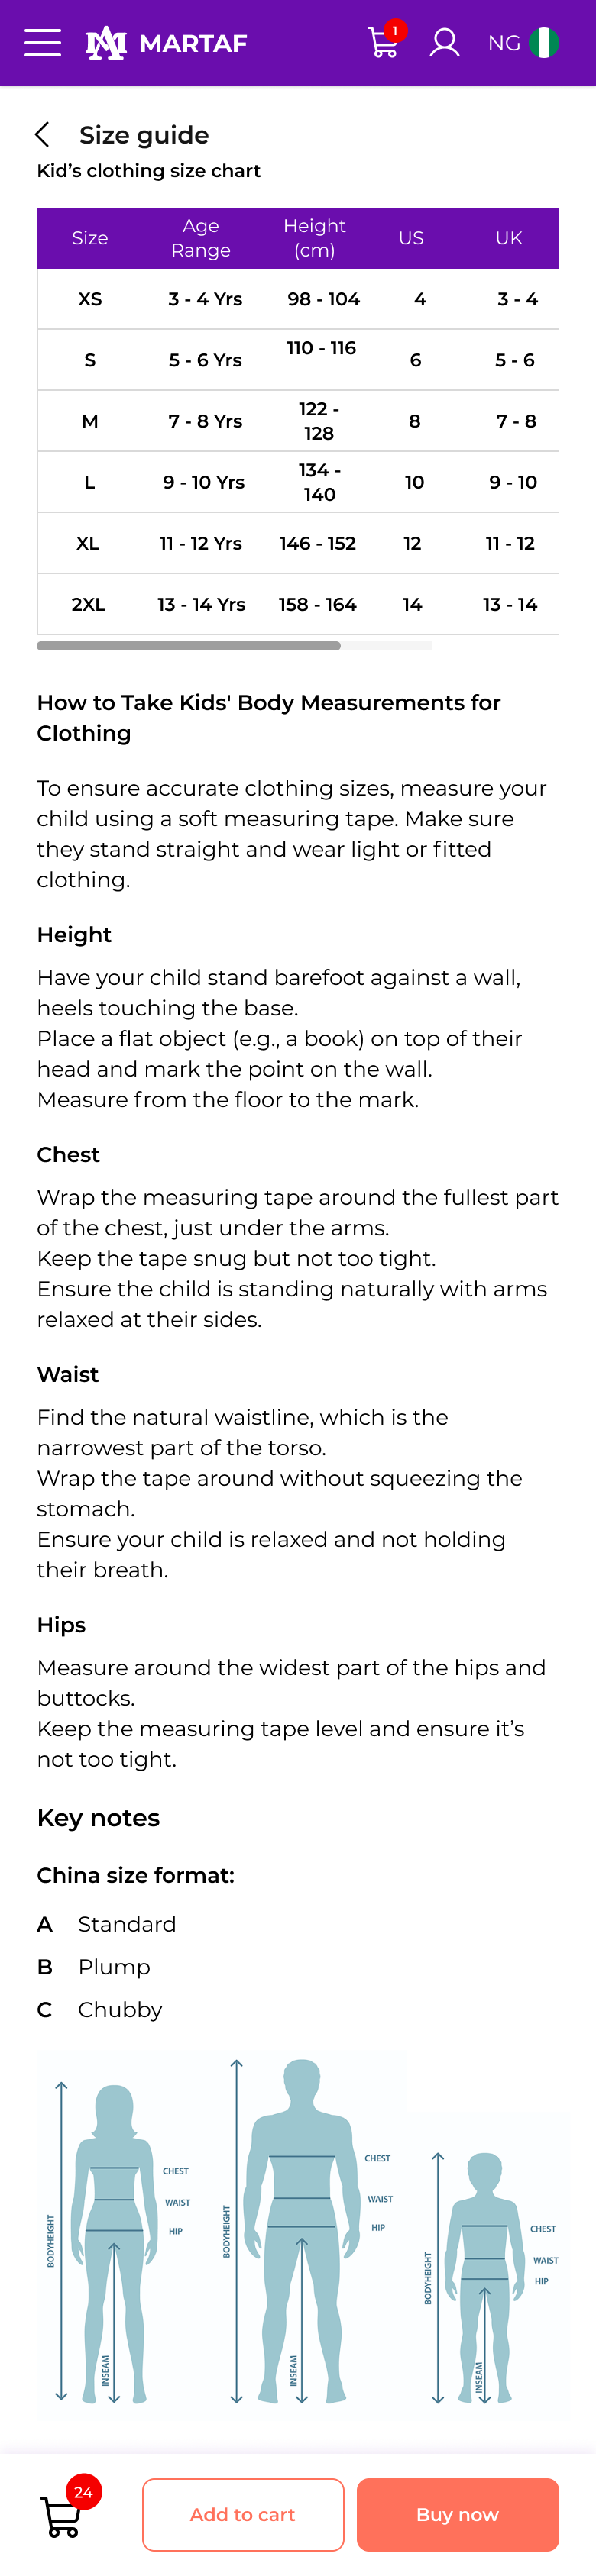 MARTAF
1
NG
Size guide
Kid’s clothing size chart
Size Age Range Height (cm) US UK
XS 3 - 4 Yrs 98 - 104 4 3 - 4
S 5 - 6 Yrs 110 - 116 6 5 - 6
M 7 - 8 Yrs 122 - 128 8 7 - 8
L 9 - 10 Yrs 134 - 140 10 9 - 10
XL 11 - 12 Yrs 146 - 152 12 11 - 12
2XL 13 - 14 Yrs 158 - 164 14 13 - 14
How to Take Kids' Body Measurements for
Clothing
To ensure accurate clothing sizes, measure your
child using a soft measuring tape. Make sure
they stand straight and wear light or fitted
clothing.
Height
Have your child stand barefoot against a wall,
heels touching the base.
Place a flat object (e.g., a book) on top of their
head and mark the point on the wall.
Measure from the floor to the mark.
Chest
Wrap the measuring tape around the fullest part
of the chest, just under the arms.
Keep the tape snug but not too tight.
Ensure the child is standing naturally with arms
relaxed at their sides.
Waist
Find the natural waistline, which is the
narrowest part of the torso.
Wrap the tape around without squeezing the
stomach.
Ensure your child is relaxed and not holding
their breath.
Hips
Measure around the widest part of the hips and
buttocks.
Keep the measuring tape level and ensure it’s
not too tight.
Key notes
China size format:
A Standard
B Plump
C Chubby
BODYHEIGHT
CHEST
WAIST
HIP
INSEAM
BODYHEIGHT
CHEST
WAIST
HIP
INSEAM
BODYHEIGHT
CHEST
WAIST
HIP
INSEAM
24
Add to cart
Buy now